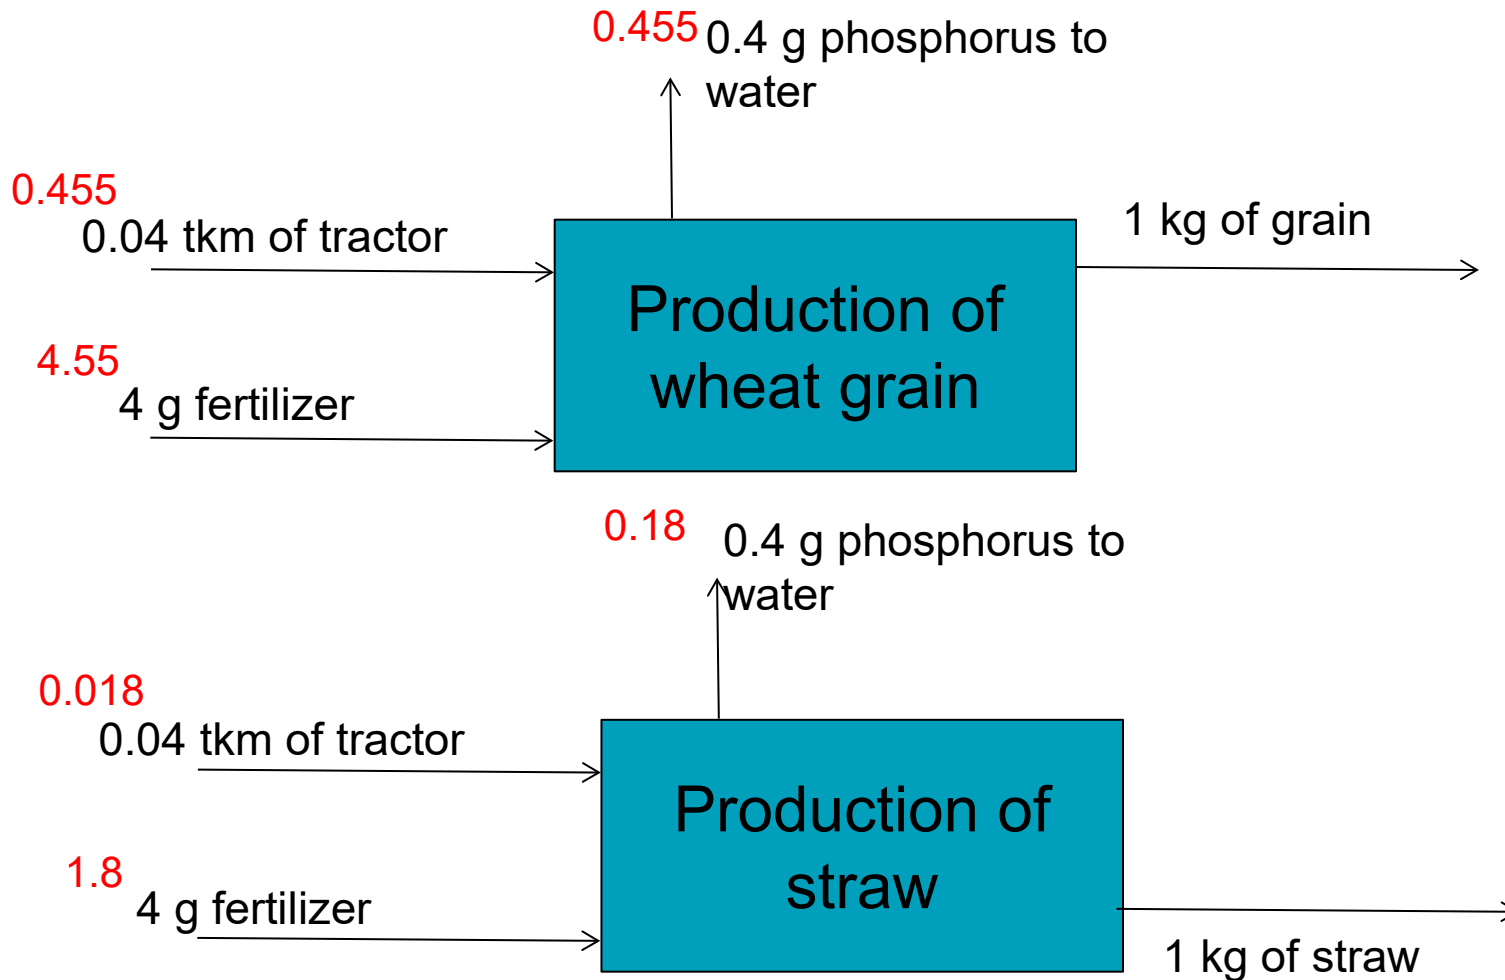 0.455 0.4 g phosphorus to
water
0.455
0.04 tkm of tractor
1 kg of grain
Production of
wheat grain
4.55
4 g fertilizer
0.18 0.4 g phosphorus to
water
0.018
0.04 tkm of tractor
Production of
straw
1.8
4 g fertilizer
1 kg of straw